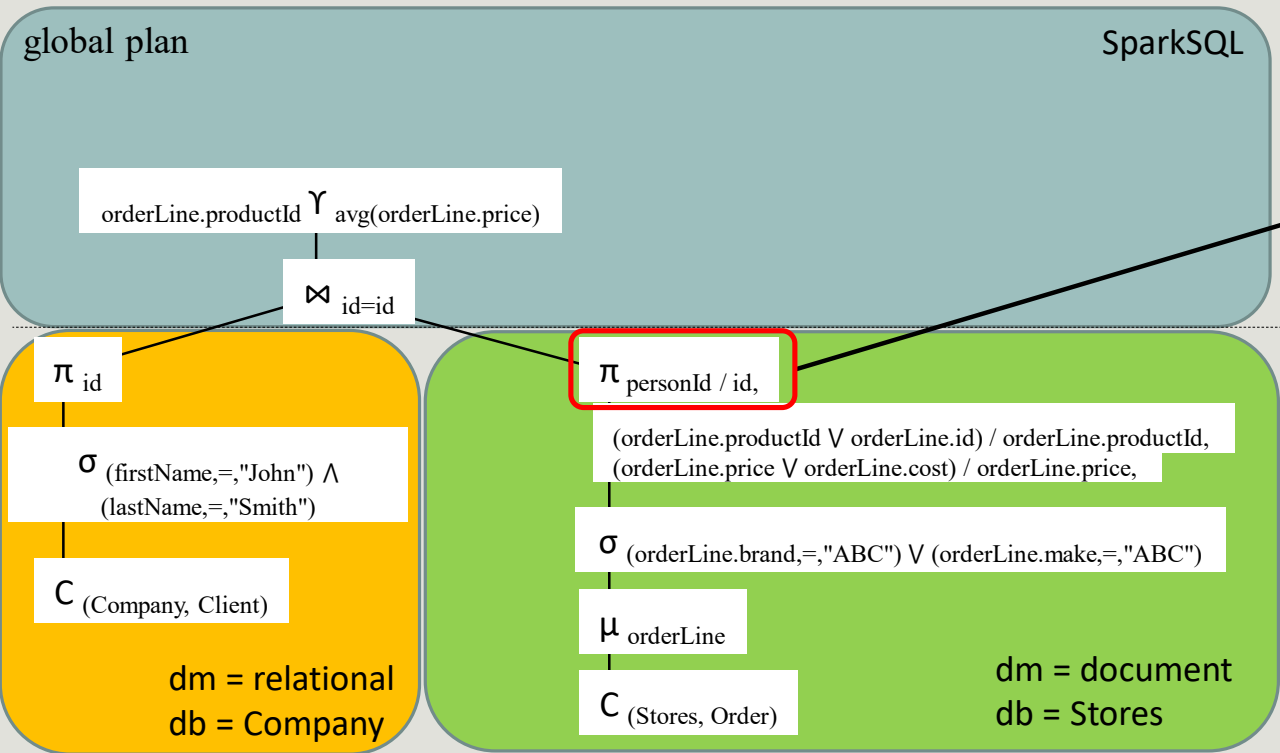 global plan
SparkSQL
orderLine.productId ϒ avg(orderLine.price)
⋈ id=id
π id
σ (firstName,=,"John") ⋀
(lastName,=,"Smith")
C (Company, Client)
dm = relational
db = Company
π personId / id,
(orderLine.productId ⋁ orderLine.id) / orderLine.productId,
(orderLine.price ⋁ orderLine.cost) / orderLine.price,
σ (orderLine.brand,=,"ABC") ⋁ (orderLine.make,=,"ABC")
μ orderLine
C (Stores, Order)
dm = document
db = Stores